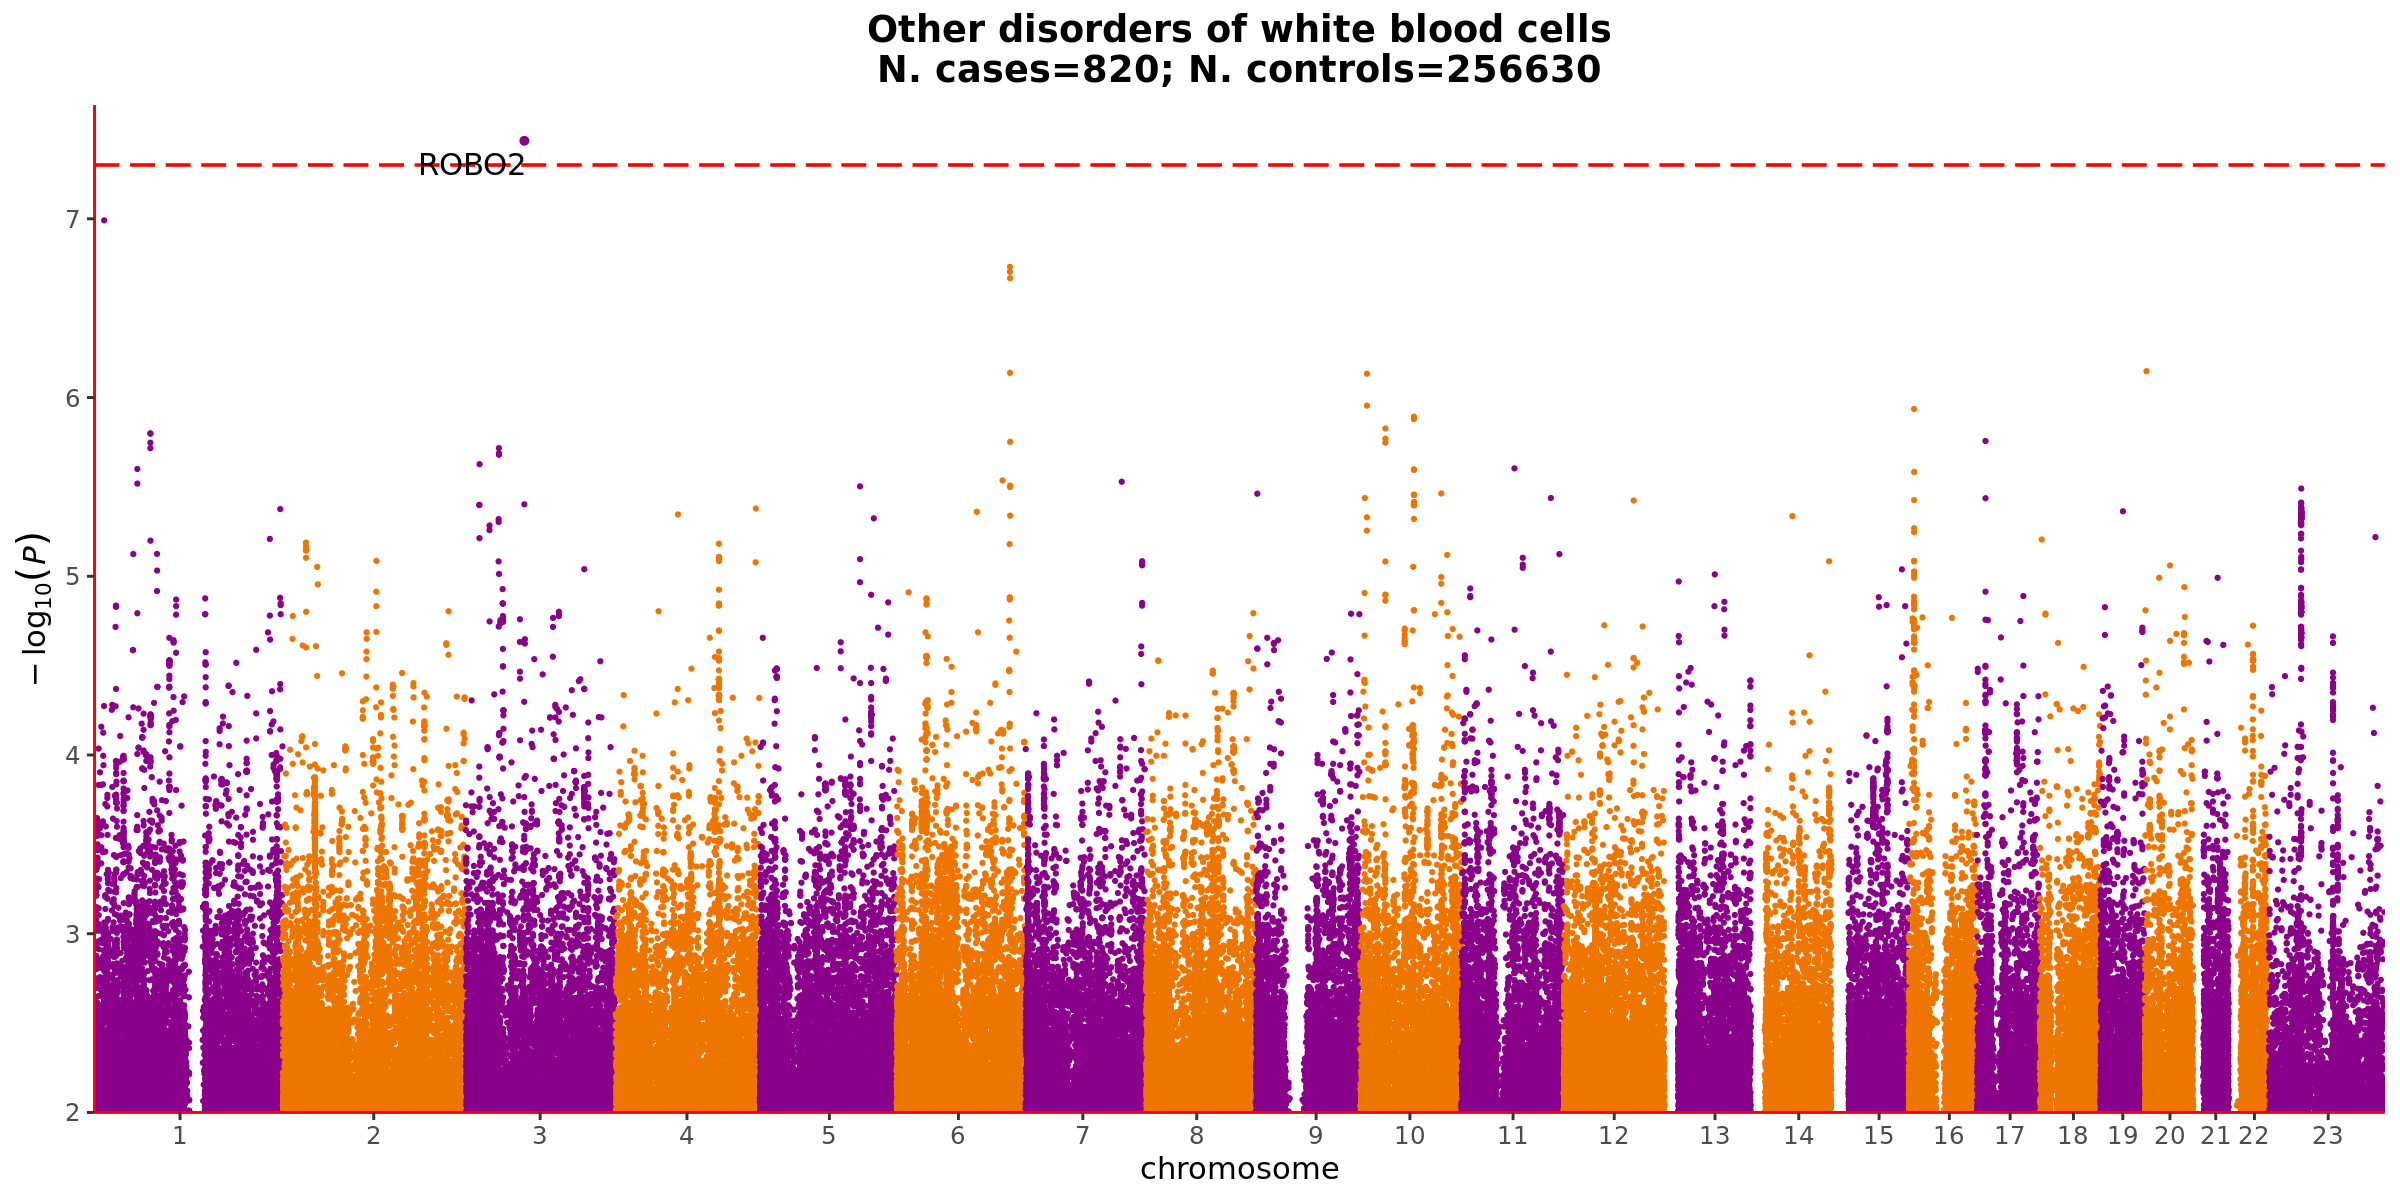 Other disorders of white blood cells
N. cases=820; N. controls=256630
ROBO2
7
6
5
4
3
2
−log10(P)
1 2 3 4 5 6 7 8 9 10 11 12 13 14 15 16 17 18 19 20 21 22 23
chromosome